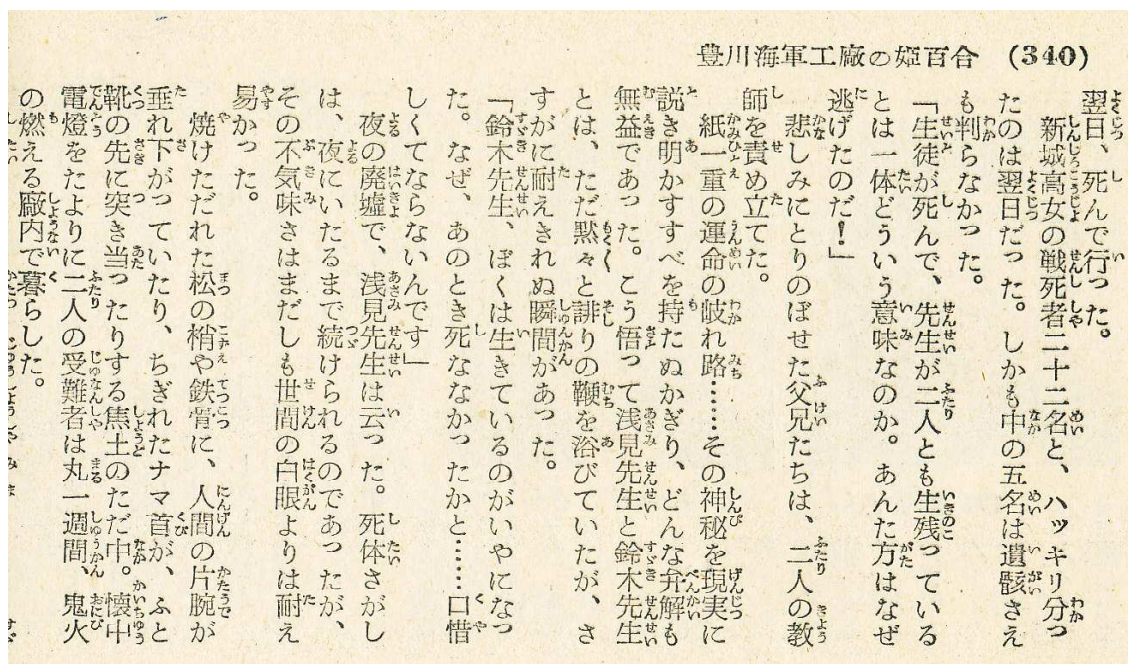 豊川海軍工廠の姫百合 (340)
翌日、死んで行った。
新城高女の戦死者二十二名と、ハッキリ分っ
たのは翌日だった。しかも中の五名は遺骸さえ
も判らなかった。
「生徒が死んで、先生が二人とも生残っている
とは一体どういう意味なのか。あんた方はなぜ
逃げたのだ！」
悲しみにとりのぼせた父兄たちは、二人の教
師を責め立てた。
紙一重の運命の岐れ路……その神秘を現実に
説き明かすすべを持たぬかぎり、どんな弁解も
無益であった。こう悟って浅見先生と鈴木先生
とは、ただ黙々と誹りの鞭を浴びていたが、さ
すがに耐えきれぬ瞬間があった。
「鈴木先生、ぼくは生きているのがいやになっ
た。なぜ、あのとき死ななかったかと……口惜
しくてならないんです」
夜の廃墟で、浅見先生は云った。死体さがし
は、夜にいたるまで続けられるのであったが、
その不気味さはまだしも世間の白眼よりは耐え
易かった。
焼けただれた松の梢や鉄骨に、人間の片腕が
垂れ下がっていたり、ちぎれたナマ首が、ふと
靴の先に突き当ったりする焦土のただ中。懐中
電燈をたよりに二人の受難者は丸一週間、鬼火
の燃える廠内で暮らした。